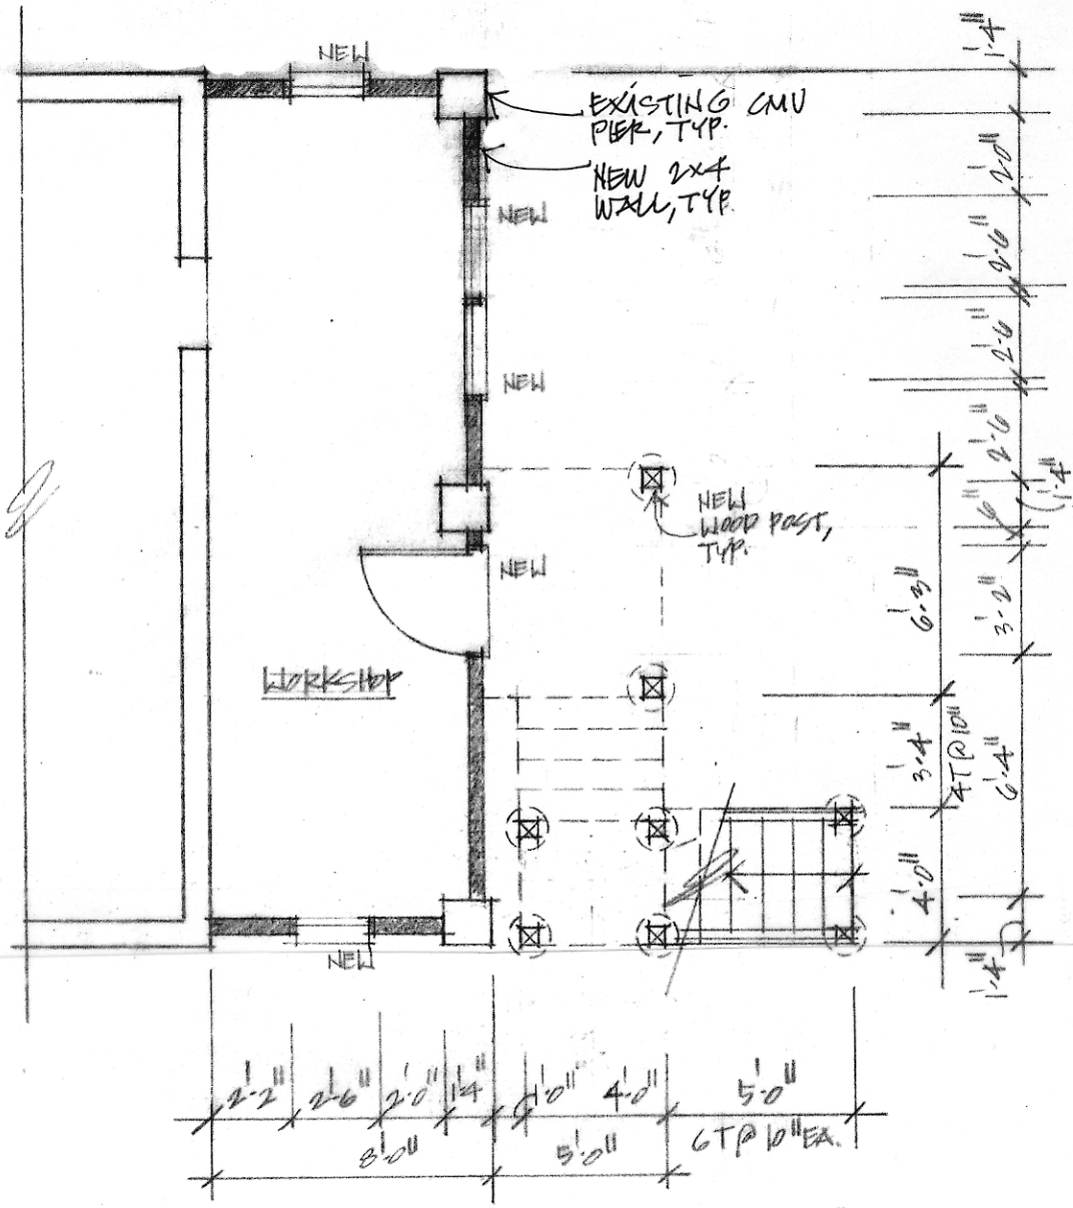 NEW
EXISTING CMU
PIER, TYP.
NEW 2x4
WALL, TYP.
NEW
NEW
NEW
WOOD POST,
TYP.
NEW
WORKSHOP
NEW
1'-4"
2'-0"
2'-6"
2'-6"
2'-6"
6"
1'-4"
3'-2"
6'-4"
1'-4"
6'-3"
3'-4"
4T@10"
4'-0"
2'-2"
2'-6"
2'-0"
1'-4"
1'-0"
4'-0"
5'-0"
6T@10"EA.
8'-0"
5'-0"